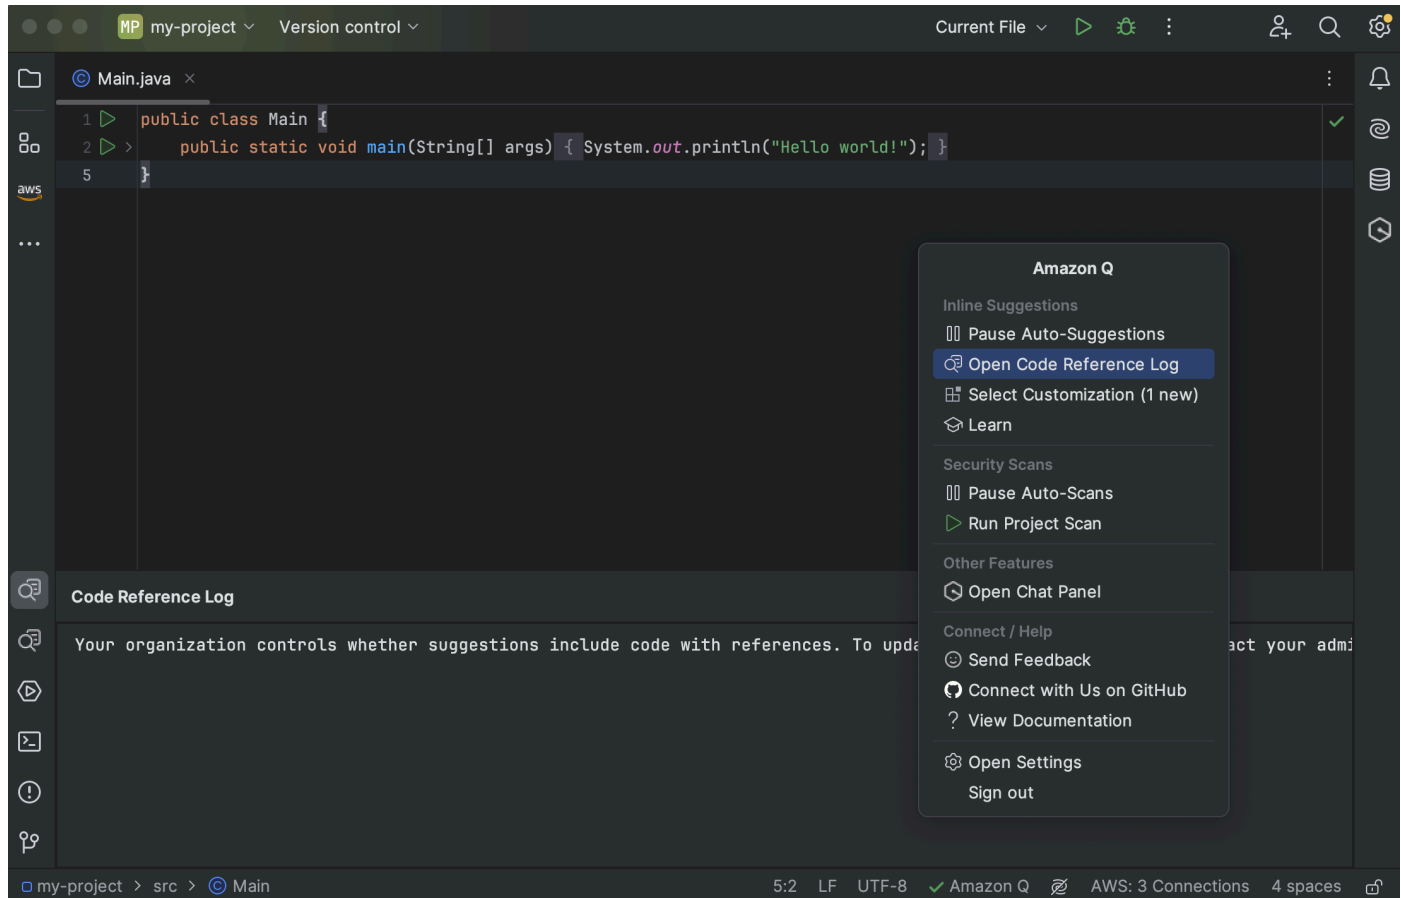 MP my-project Version control Current File
Main.java
1 public class Main {
2 public static void main(String[] args) { System.out.println("Hello world!"); }
5 }
aws
Amazon Q
Inline Suggestions
Pause Auto-Suggestions
Open Code Reference Log
Select Customization (1 new)
Learn
Security Scans
Pause Auto-Scans
Run Project Scan
Other Features
Open Chat Panel
Connect / Help
Send Feedback
Connect with Us on GitHub
? View Documentation
Open Settings
Sign out
Code Reference Log
Your organization controls whether suggestions include code with references. To upda act your admi
my-project > src > Main 5:2 LF UTF-8 Amazon Q AWS: 3 Connections 4 spaces